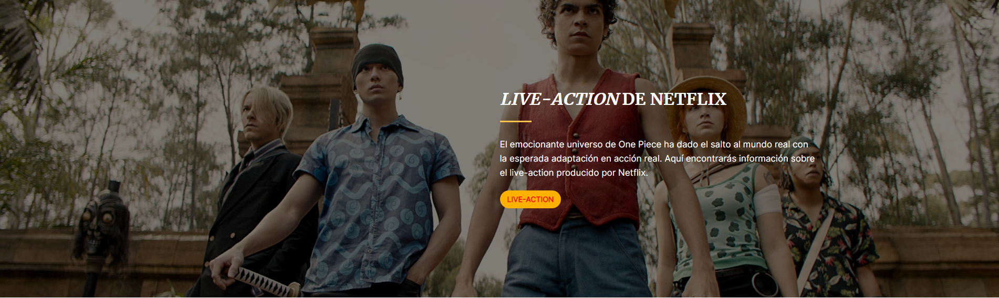 LIVE-ACTION DE NETFLIX
El emocionante universo de One Piece ha dado el salto al mundo real con
la esperada adaptación en acción real. Aquí encontrarás información sobre
el live-action producido por Netflix.
LIVE-ACTION